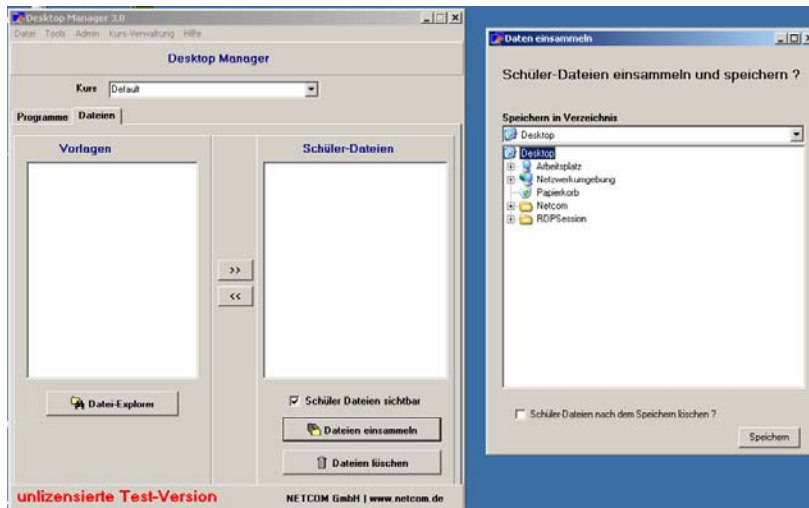 Desktop Manager 3.0
Datei Tools Admin Kurs-Verwaltung Hilfe
Desktop Manager
Kurs Default
Programme Dateien
Vorlagen
Schüler-Dateien
>>
<<
Datei-Explorer
Schüler Dateien sichtbar
Dateien einsammeln
Dateien löschen
unlizensierte Test-Version
NETCOM GmbH | www.netcom.de
Daten einsammeln
Schüler-Dateien einsammeln und speichern ?
Speichern in Verzeichnis
Desktop
Desktop
Arbeitsplatz
Netzwerkumgebung
Papierkorb
Netcom
RDPSession
Schüler-Dateien nach dem Speichern löschen ?
Speichern